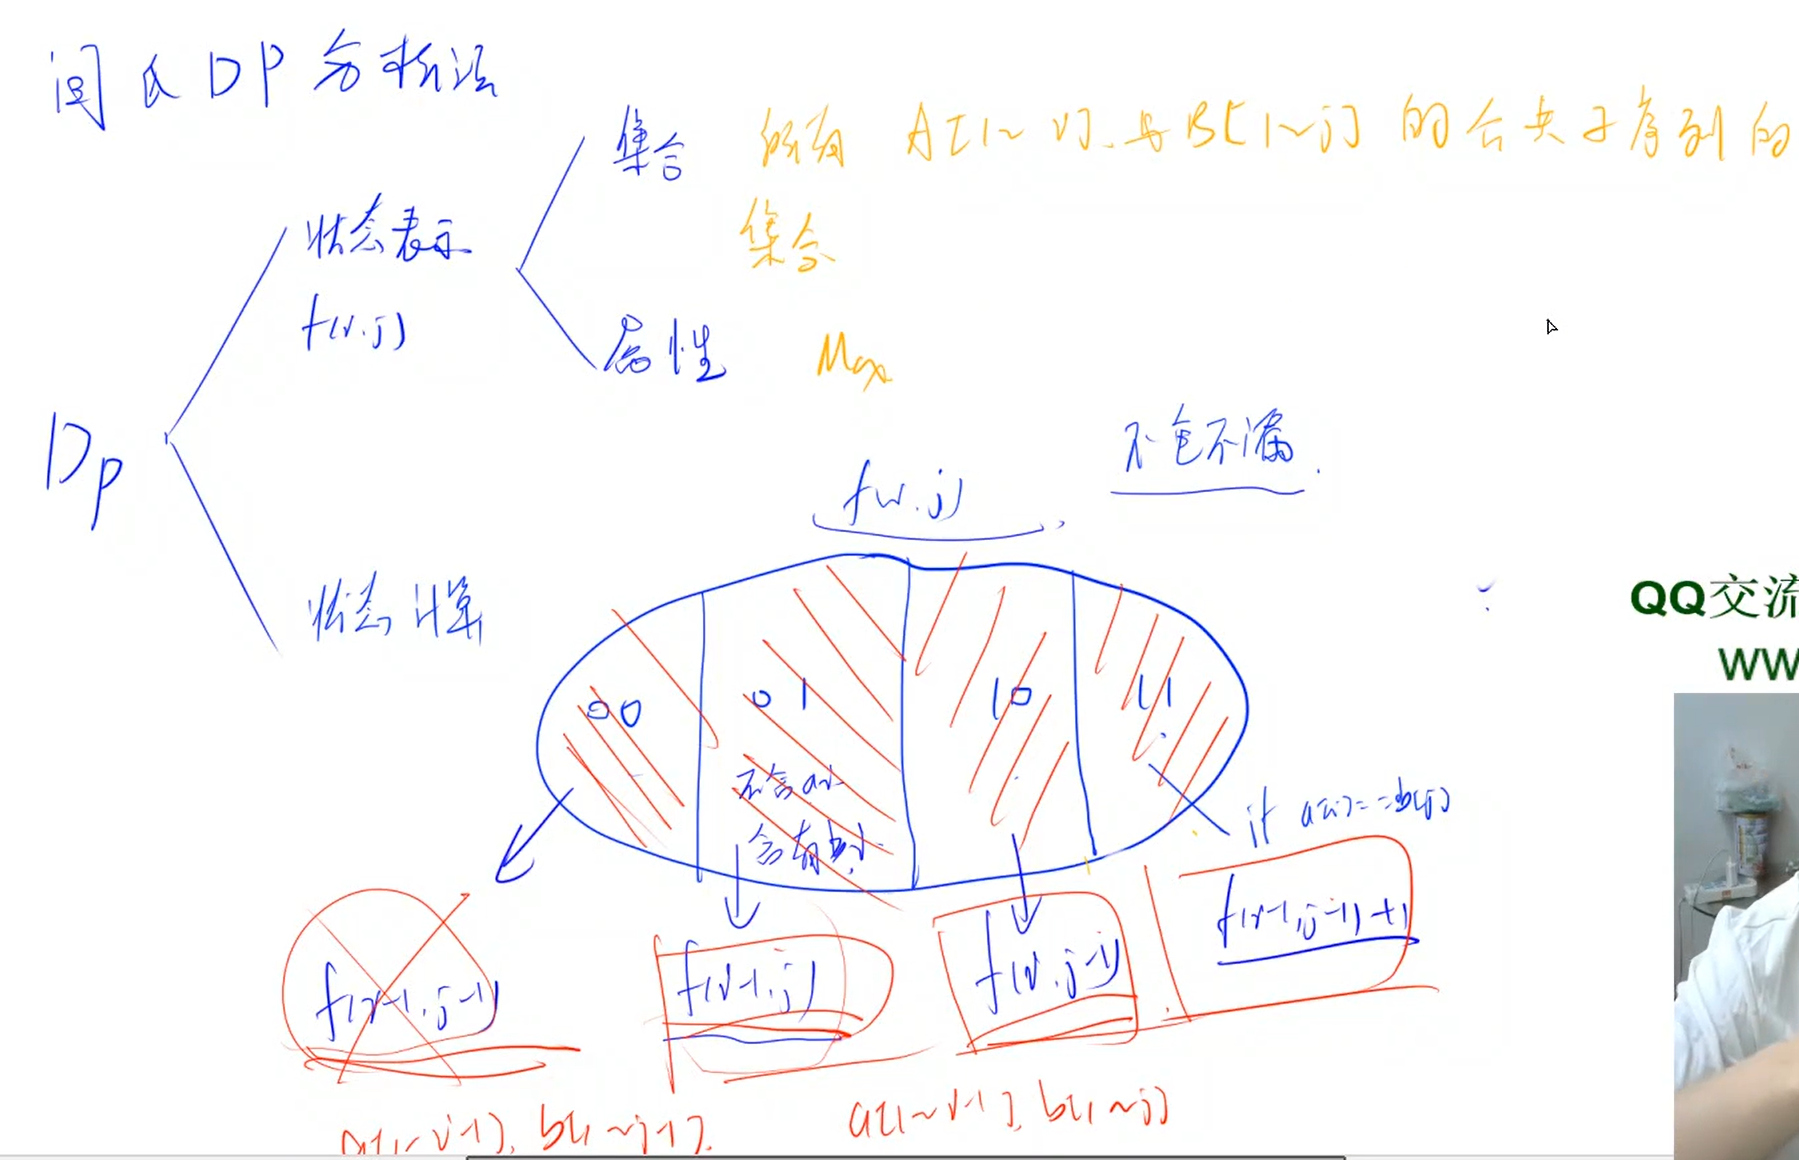 闫氏DP分析法
集合 所有 A[1~i]与B[1~j]的公共子序列的
集合
状态表示
f(i,j)
属性 Max
DP
不重不漏.
f(i,j)
状态计算
QQ交流
WW
00 01 10 11
不含a[i]
含有b[j]
if a[i]==b[j]
f(i-1,j-1)+1
f(i-1,j-1) f(i-1,j) f(i,j-1)
a[1~i-1], b[1~j-1]. a[1~i-1], b[1~j]